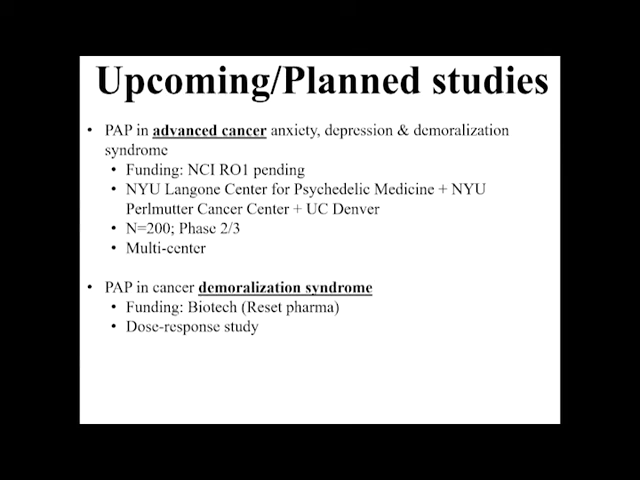 Upcoming/Planned studies
• PAP in advanced cancer anxiety, depression & demoralization
syndrome
• Funding: NCI RO1 pending
• NYU Langone Center for Psychedelic Medicine + NYU
Perlmutter Cancer Center + UC Denver
• N=200; Phase 2/3
• Multi-center
• PAP in cancer demoralization syndrome
• Funding: Biotech (Reset pharma)
• Dose-response study